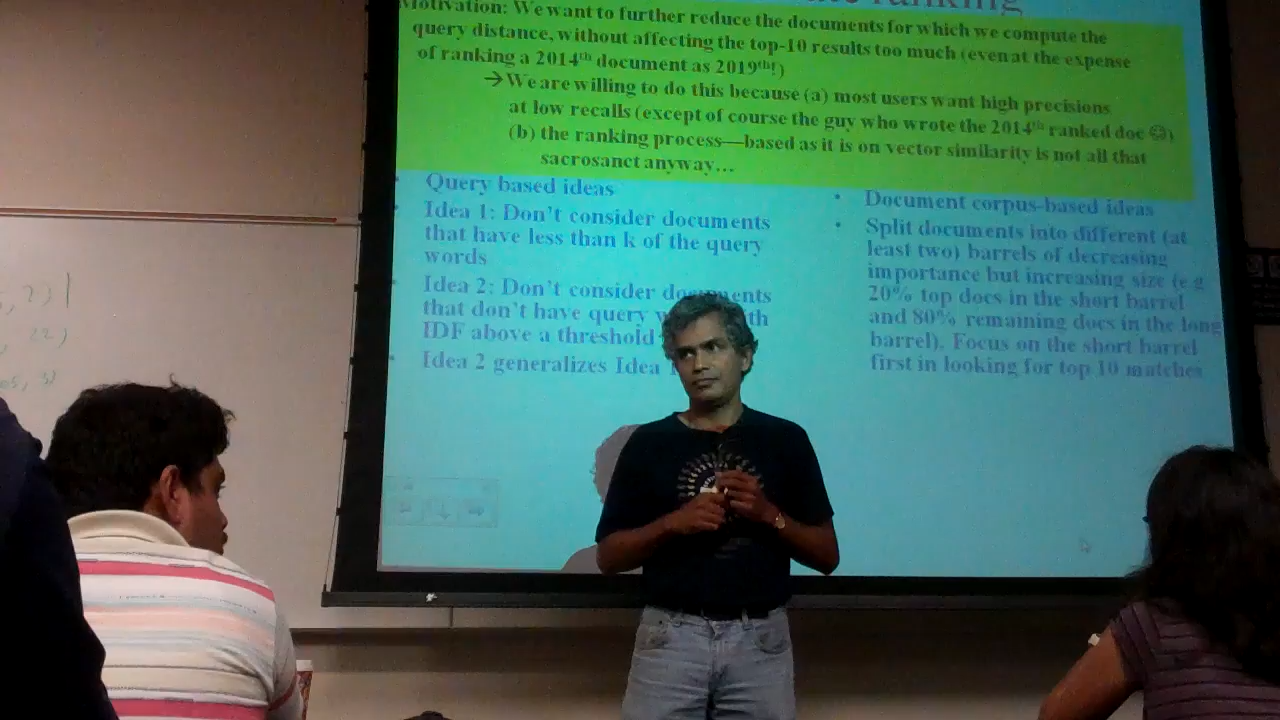 ranking
Motivation: We want to further reduce the documents for which we compute the
query distance, without affecting the top-10 results too much (even at the expense
of ranking a 2014th document as 2019th!)
→We are willing to do this because (a) most users want high precisions
at low recalls (except of course the guy who wrote the 2014th ranked doc ☺)
(b) the ranking process—based as it is on vector similarity is not all that
sacrosanct anyway…
• Query based ideas
• Idea 1: Don't consider documents
that have less than k of the query
words
Idea 2: Don't consider documents
that don't have query
IDF above a threshold
• Idea 2 generalizes Idea
• Document corpus-based ideas
• Split documents into different (at
least two) barrels of decreasing
importance but increasing size (e.g.
20% top docs in the short barrel
and 80% remaining docs in the long
barrel). Focus on the short barrel
first in looking for top 10 matches
, 2)
, 22)